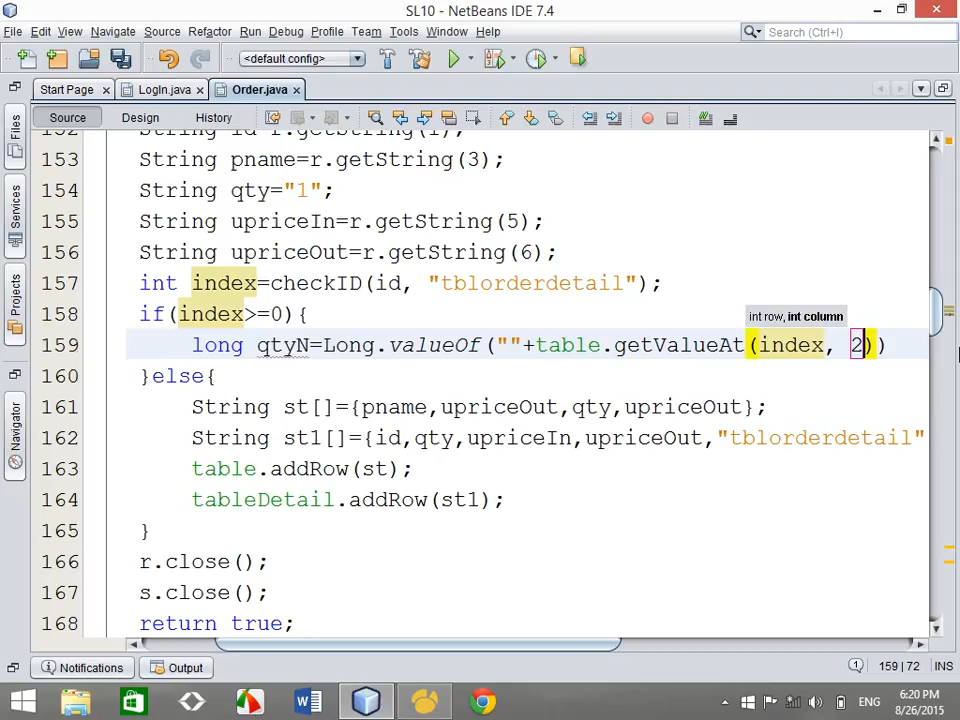 SL10 - NetBeans IDE 7.4
File Edit View Navigate Source Refactor Run Debug Profile Team Tools Window Help
Search (Ctrl+I)
<default config>
Start Page LogIn.java Order.java
Source Design History
Files
Services
Projects
Navigator
152 String id=r.getString(1);
153 String pname=r.getString(3);
154 String qty="1";
155 String upriceIn=r.getString(5);
156 String upriceOut=r.getString(6);
157 int index=checkID(id, "tblorderdetail");
158 if(index>=0){
int row, int column
159 long qtyN=Long.valueOf(""+table.getValueAt(index, 2))
160 }else{
161 String st[]={pname,upriceOut,qty,upriceOut};
162 String st1[]={id,qty,upriceIn,upriceOut,"tblorderdetail"
163 table.addRow(st);
164 tableDetail.addRow(st1);
165 }
166 r.close();
167 s.close();
168 return true;
Notifications Output
1 159 | 72 INS
ENG 6:20 PM
8/26/2015